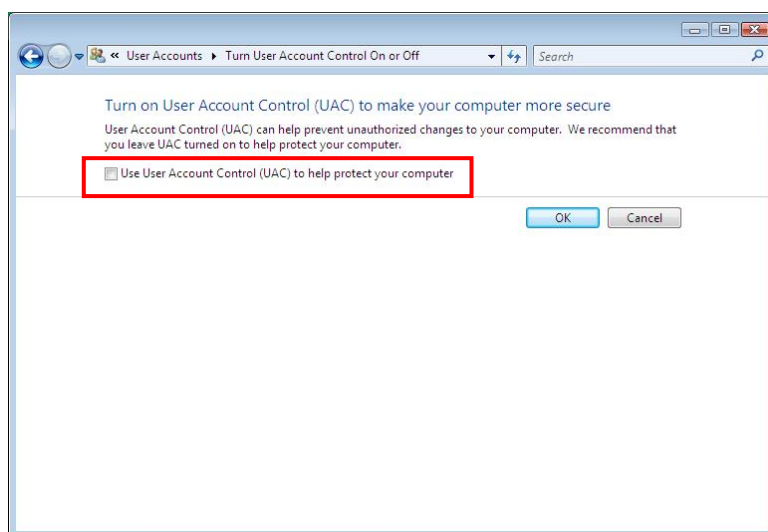 « User Accounts ▸ Turn User Account Control On or Off
Search
Turn on User Account Control (UAC) to make your computer more secure
User Account Control (UAC) can help prevent unauthorized changes to your computer. We recommend that
you leave UAC turned on to help protect your computer.
Use User Account Control (UAC) to help protect your computer
OK
Cancel